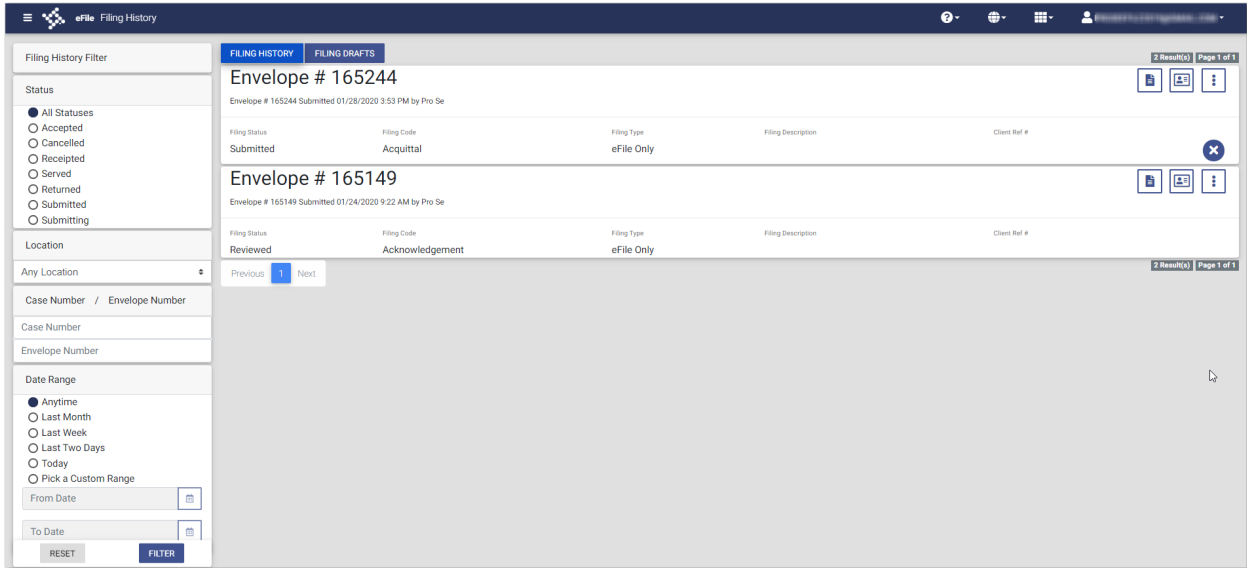 eFile Filing History
Filing History Filter
Status
All Statuses
Accepted
Cancelled
Receipted
Served
Returned
Submitted
Submitting
Location
Any Location
Case Number / Envelope Number
Case Number
Envelope Number
Date Range
Anytime
Last Month
Last Week
Last Two Days
Today
Pick a Custom Range
From Date
To Date
RESET FILTER
FILING HISTORY FILING DRAFTS
2 Result(s) Page 1 of 1
Envelope # 165244
Envelope # 165244 Submitted 01/28/2020 3:53 PM by Pro Se
Filing Status Filing Code Filing Type Filing Description Client Ref #
Submitted Acquittal eFile Only
Envelope # 165149
Envelope # 165149 Submitted 01/24/2020 9:22 AM by Pro Se
Filing Status Filing Code Filing Type Filing Description Client Ref #
Reviewed Acknowledgement eFile Only
Previous 1 Next
2 Result(s) Page 1 of 1